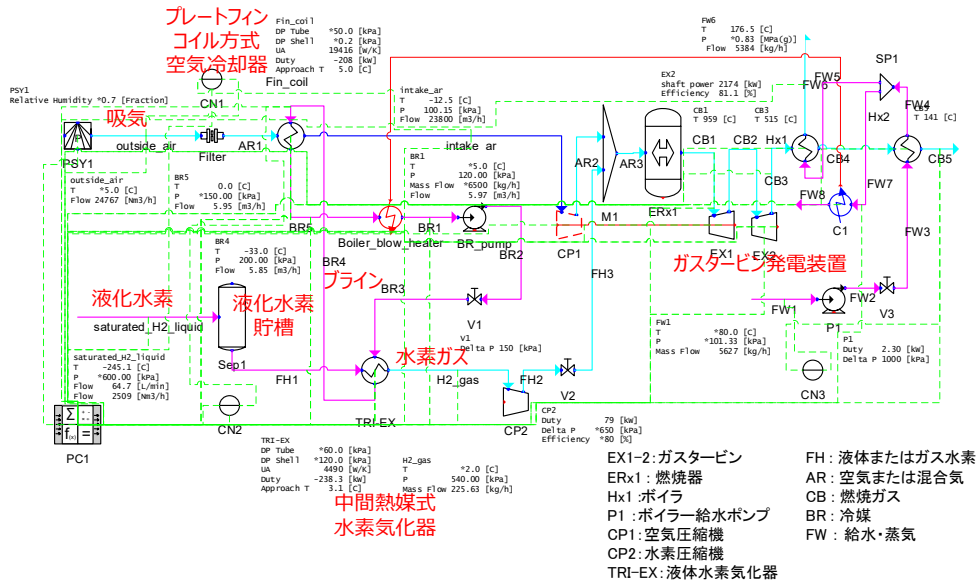 プレートフィン
コイル方式
空気冷却器
Fin_coil
DP Tube *50.0 [kPa]
DP Shell *0.2 [kPa]
UA 19416 [W/K]
Duty -208 [kW]
Approach T 5.0 [C]
Fin_coil
FW6
T 176.5 [C]
P *0.83 [MPa(g)]
Flow 5384 [kg/h]
PSY1
Relative Humidity *0.7 [Fraction]
CN1
吸気
PSY1
outside_air
Filter
AR1
intake_ar
T -12.5 [C]
P 100.15 [kPa]
Flow 23800 [m3/h]
intake ar
EX2
shaft power 2174 [kW]
Efficiency 81.1 [%]
CB1
T 959 [C]
CB3
T 515 [C]
SP1
FW5
FW4
T 141 [C]
Hx2
CB1
CB2
Hx1
CB4
CB5
AR2
AR3
CB3
FW8
FW7
outside_air
T *5.0 [C]
Flow 24767 [Nm3/h]
BR5
T 0.0 [C]
P *150.00 [kPa]
Flow 5.95 [m3/h]
BR1
T *5.0 [C]
P 120.00 [kPa]
Mass Flow *6500 [kg/h]
Flow 5.97 [m3/h]
BR5
Boiler_blow_heater
BR1
BR_pump
BR2
CP1
M1
ERx1
EX1
EX2
C1
FW3
ガスタービン発電装置
BR4
T -33.0 [C]
P 200.00 [kPa]
Flow 5.85 [m3/h]
BR4
ブライン
BR3
FH3
液化水素
saturated_H2_liquid
液化水素
貯槽
V1
V1
Delta P 150 [kPa]
FW1
P1
FW2
V3
saturated_H2_liquid
T -245.1 [C]
P *600.00 [kPa]
Flow 64.7 [L/min]
Flow 2509 [Nm3/h]
Sep1
FH1
TRI-EX
水素ガス
H2_gas
FH2
V2
CP2
FW1
T *80.0 [C]
P *101.33 [kPa]
Mass Flow 5627 [kg/h]
CN3
P1
Duty 2.30 [kW]
Delta P 1000 [kPa]
Σ
f(x)
=
PC1
CN2
TRI-EX
DP Tube *60.0 [kPa]
DP Shell *120.0 [kPa]
UA 4490 [W/K]
Duty -238.3 [kW]
Approach T 3.1 [C]
H2_gas
T *2.0 [C]
P 540.00 [kPa]
Mass Flow 225.63 [kg/h]
CP2
Duty 79 [kW]
Delta P *650 [kPa]
Efficiency *80 [%]
中間熱媒式
水素気化器
EX1-2:ガスタービン
ERx1 : 燃焼器
Hx1 : ボイラ
P1 : ボイラー給水ポンプ
CP1:空気圧縮機
CP2:水素圧縮機
TRI-EX:液体水素気化器
FH : 液体またはガス水素
AR : 空気または混合気
CB : 燃焼ガス
BR : 冷媒
FW : 給水・蒸気